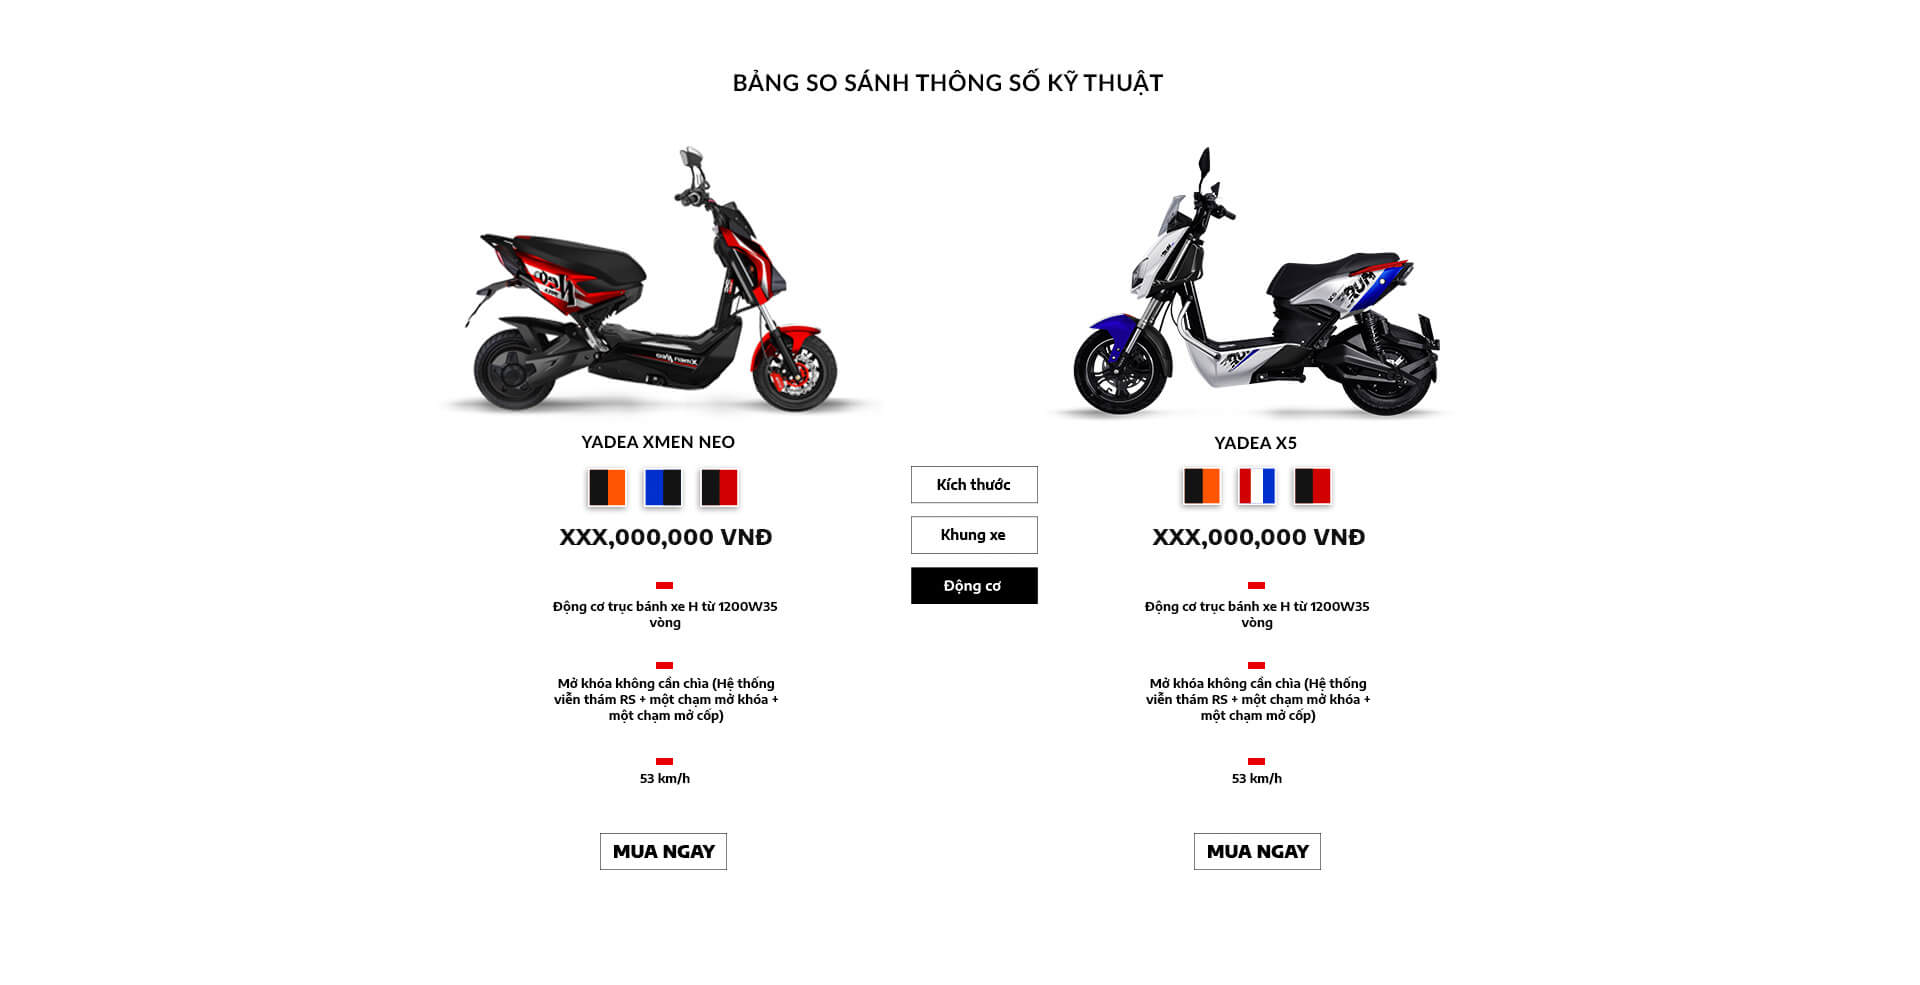 BẢNG SO SÁNH THÔNG SỐ KỸ THUẬT
YADEA XMEN NEO
XXX,000,000 VNĐ
Động cơ trục bánh xe H từ 1200W35
vòng
Mở khóa không cần chìa (Hệ thống
viễn thám RS + một chạm mở khóa +
một chạm mở cốp)
53 km/h
MUA NGAY
Kích thước
Khung xe
Động cơ
YADEA X5
XXX,000,000 VNĐ
Động cơ trục bánh xe H từ 1200W35
vòng
Mở khóa không cần chìa (Hệ thống
viễn thám RS + một chạm mở khóa +
một chạm mở cốp)
53 km/h
MUA NGAY